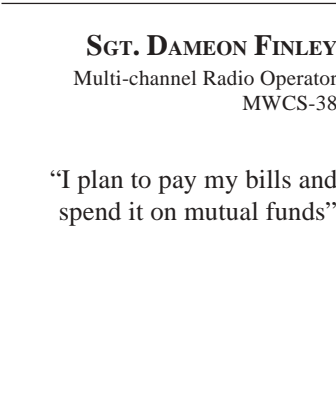 SGT. DAMEON FINLEY
Multi-channel Radio Operator
MWCS-38
“I plan to pay my bills and
spend it on mutual funds”